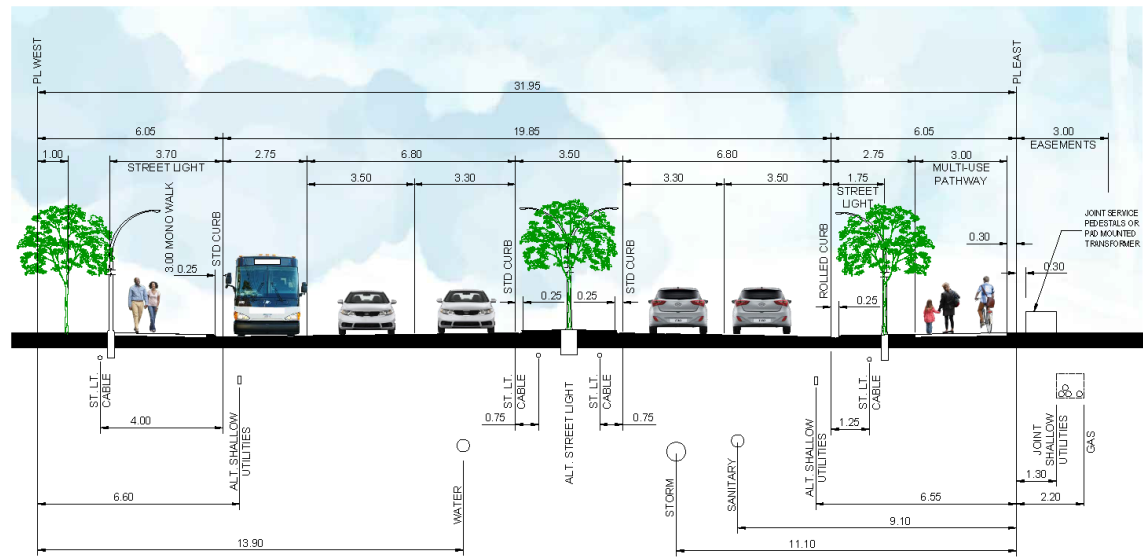 PL WEST
PL EAST
31.95
6.05
19.85
6.05
3.00
EASEMENTS
1.00
3.70
STREET LIGHT
2.75
6.80
3.50
6.80
2.75
3.00
MULTI-USE
PATHWAY
3.50
3.30
3.30
3.50
1.75
STREET
LIGHT
3.00 MONO WALK
0.25
STD CURB
STD CURB
0.25
0.25
STD CURB
ROLLED CURB
0.25
0.30
0.30
JOINT SERVICE
PEDESTALS OR
PAD MOUNTED
TRANSFORMER
ST. LT.
CABLE
4.00
ALT. SHALLOW
UTILITIES
ST. LT.
CABLE
0.75
ALT. STREET LIGHT
ST. LT.
CABLE
0.75
ALT. SHALLOW
UTILITIES
ST. LT.
CABLE
1.25
JOINT
SHALLOW
UTILITIES
GAS
1.30
6.60
WATER
STORM
SANITARY
6.55
2.20
9.10
13.90
11.10